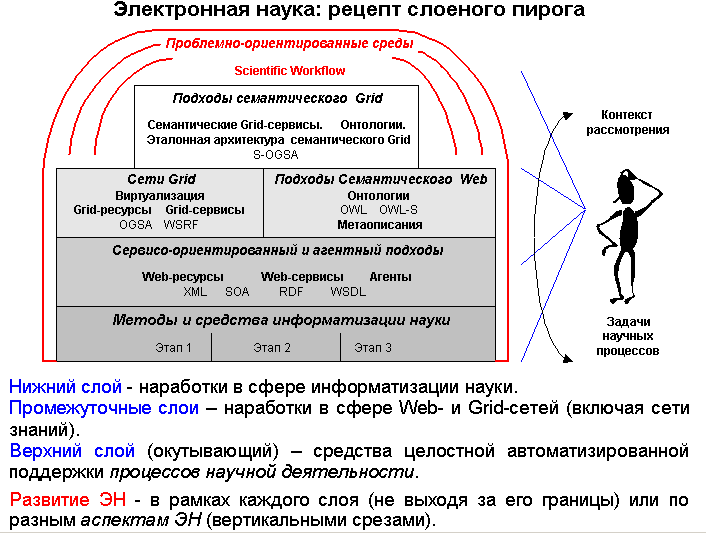 Электронная наука: рецепт слоеного пирога
Проблемно-ориентированные среды
Scientific Workflow
Подходы семантического Grid
Семантические Grid-сервисы. Онтологии.
Эталонная архитектура семантического Grid
S-OGSA
Сети Grid
Виртуализация
Grid-ресурсы Grid-сервисы
OGSA WSRF
Подходы Семантического Web
Онтологии
OWL OWL-S
Метаописания
Сервисо-ориентированный и агентный подходы
Web-ресурсы Web-сервисы Агенты
XML SOA RDF WSDL
Методы и средства информатизации науки
Этап 1 Этап 2 Этап 3
Контекст
рассмотрения
Задачи
научных
процессов
Нижний слой - наработки в сфере информатизации науки.
Промежуточные слои – наработки в сфере Web- и Grid-сетей (включая сети
знаний).
Верхний слой (окутывающий) – средства целостной автоматизированной
поддержки процессов научной деятельности.
Развитие ЭН - в рамках каждого слоя (не выходя за его границы) или по
разным аспектам ЭН (вертикальными срезами).